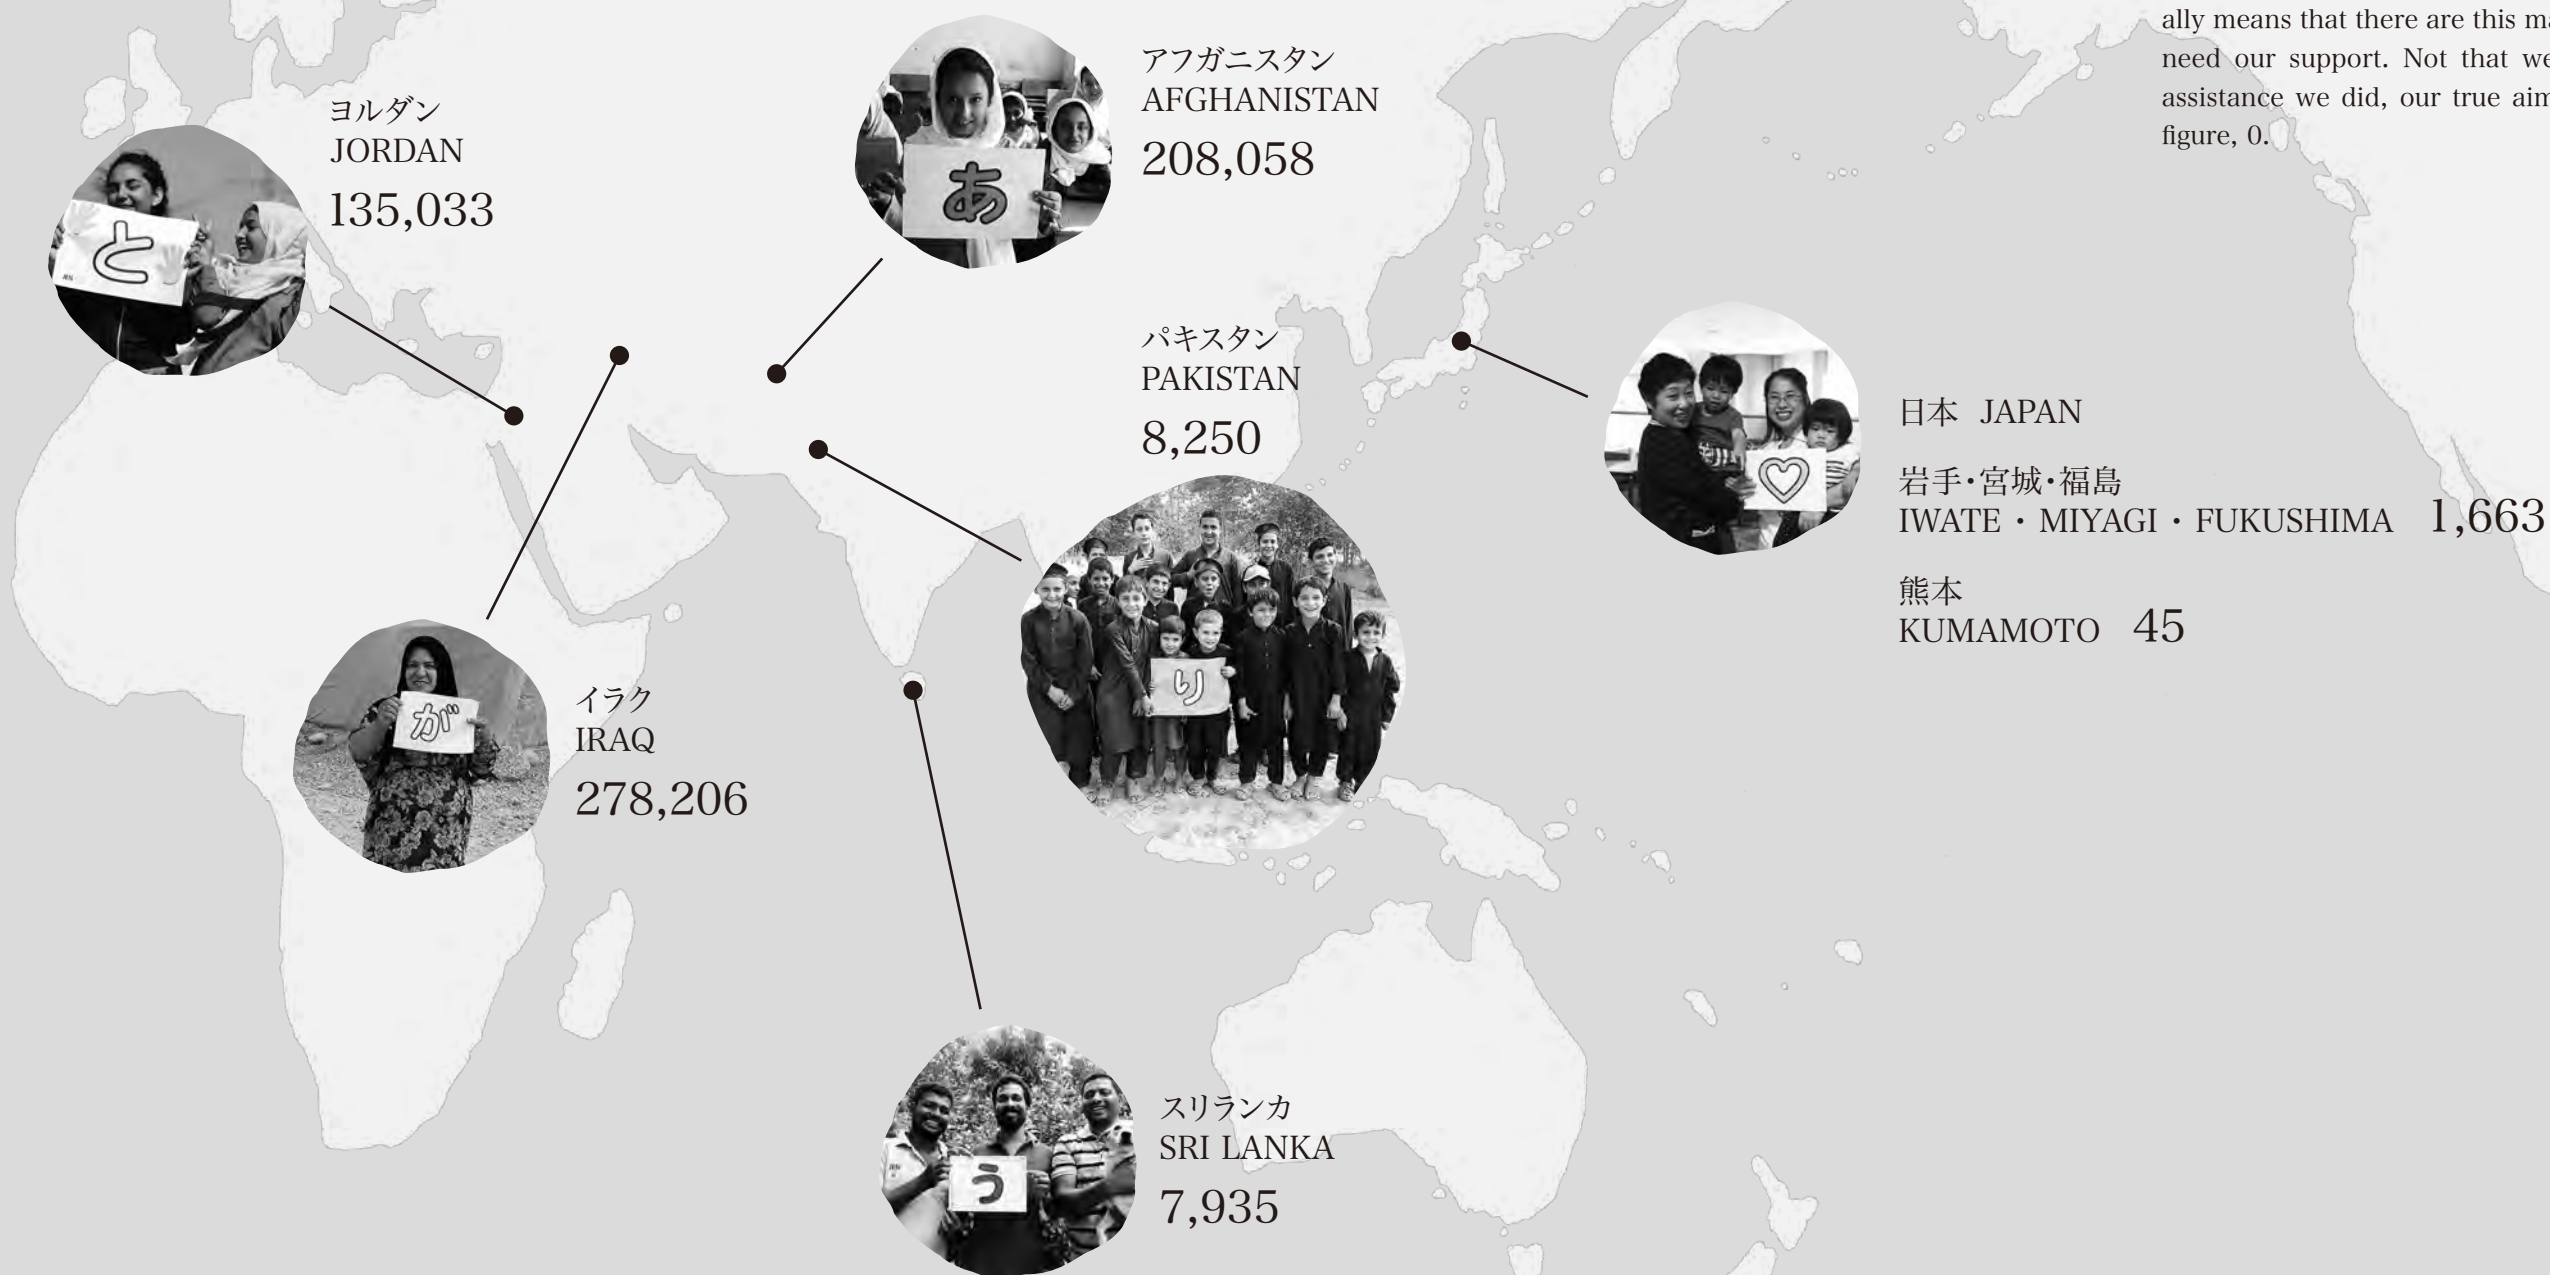 ヨルダン
JORDAN
135,033
と
アフガニスタン
AFGHANISTAN
208,058
あ
ally means that there are this
need our support. Not that
assistance we did, our true
figure, 0.
パキスタン
PAKISTAN
8,250
り
日本 JAPAN
岩手・宮城・福島
IWATE・MIYAGI・FUKUSHIMA 1,663
熊本
KUMAMOTO 45
イラク
IRAQ
278,206
が
スリランカ
SRI LANKA
7,935
う